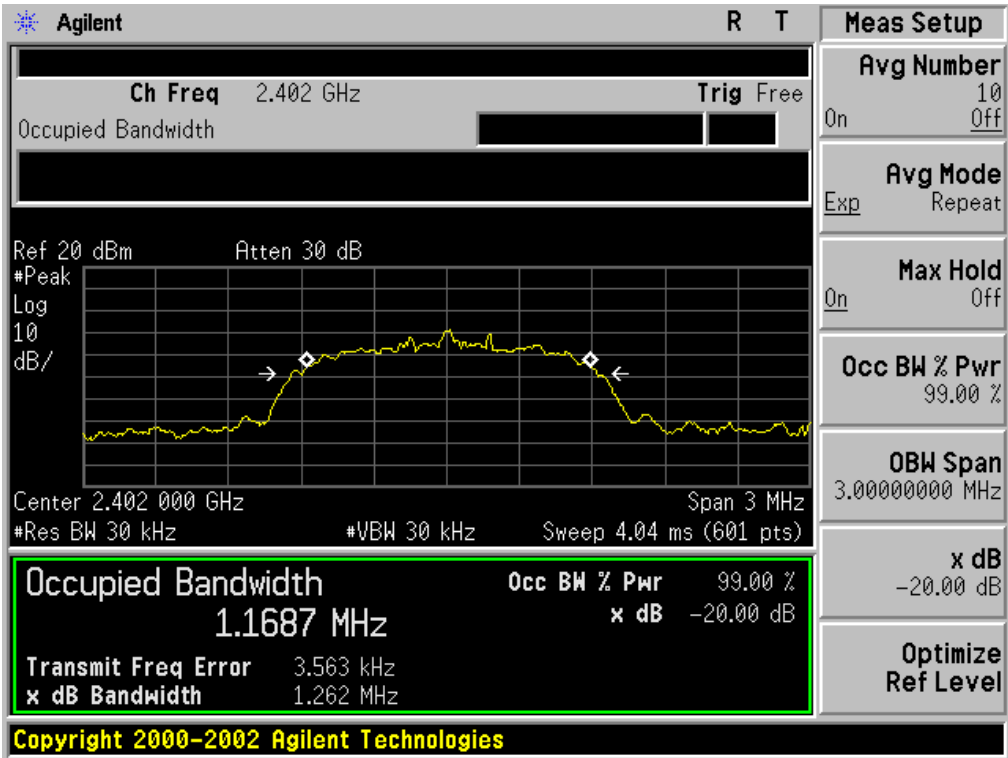 Agilent R T
Ch Freq 2.402 GHz Trig Free
Occupied Bandwidth
Ref 20 dBm Atten 30 dB
#Peak
Log
10
dB/
Center 2.402 000 GHz Span 3 MHz
#Res BW 30 kHz #VBW 30 kHz Sweep 4.04 ms (601 pts)
Occupied Bandwidth Occ BW % Pwr 99.00 %
1.1687 MHz x dB -20.00 dB
Transmit Freq Error 3.563 kHz
x dB Bandwidth 1.262 MHz
Copyright 2000-2002 Agilent Technologies
Meas Setup
Avg Number
10
On Off
Avg Mode
Exp Repeat
Max Hold
On Off
Occ BW % Pwr
99.00 %
OBW Span
3.00000000 MHz
x dB
-20.00 dB
Optimize
Ref Level